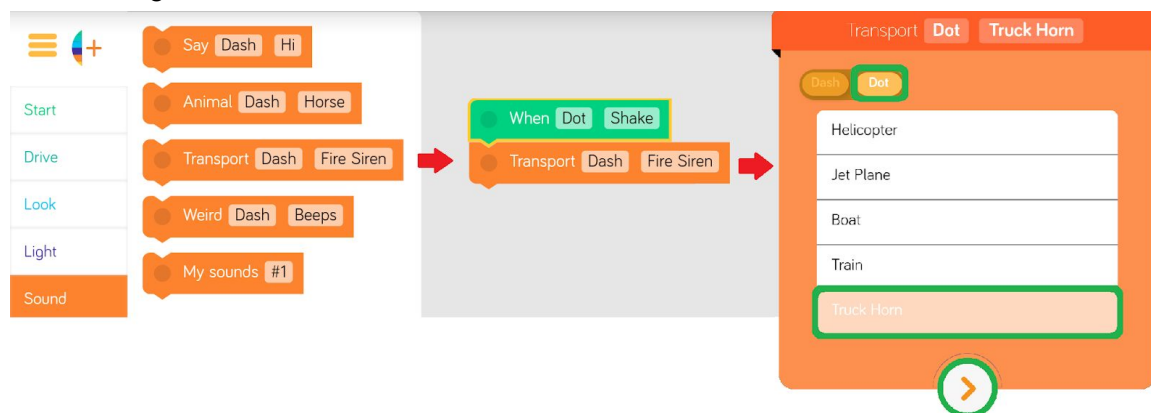 Start
Drive
Look
Light
Sound
Say Dash Hi
Animal Dash Horse
Transport Dash Fire Siren
Weird Dash Beeps
My sounds #1
When Dot Shake
Transport Dash Fire Siren
Transport Dot Truck Horn
Dash Dot
Helicopter
Jet Plane
Boat
Train
Truck Horn